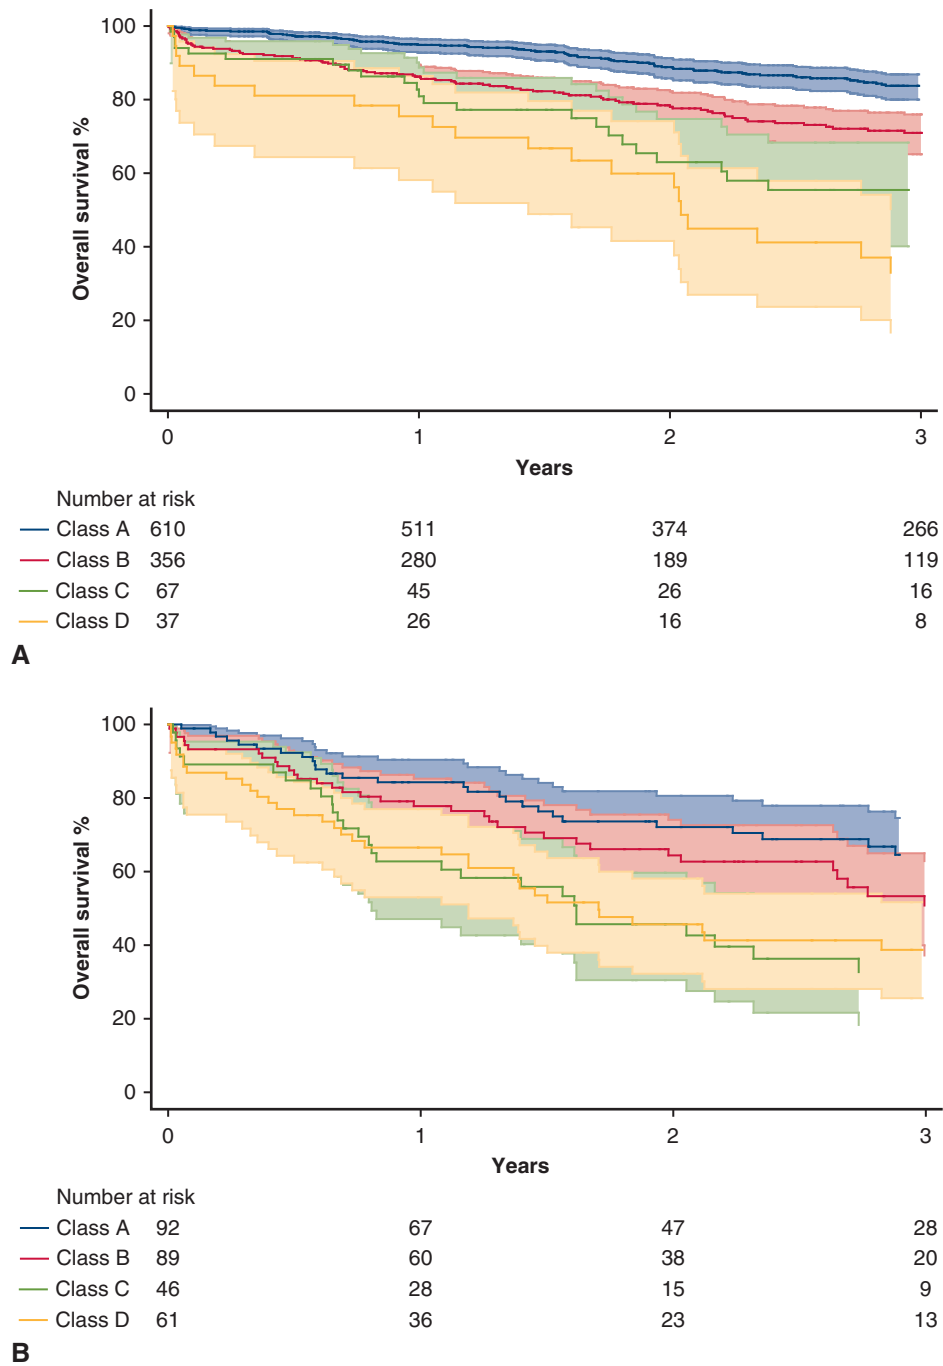 100
80
60
40
20
0
Overall survival %
0 1 2 3
Years
Number at risk
Class A 610 511 374 266
Class B 356 280 189 119
Class C 67 45 26 16
Class D 37 26 16 8
A
100
80
60
40
20
0
Overall survival %
0 1 2 3
Years
Number at risk
Class A 92 67 47 28
Class B 89 60 38 20
Class C 46 28 15 9
Class D 61 36 23 13
B